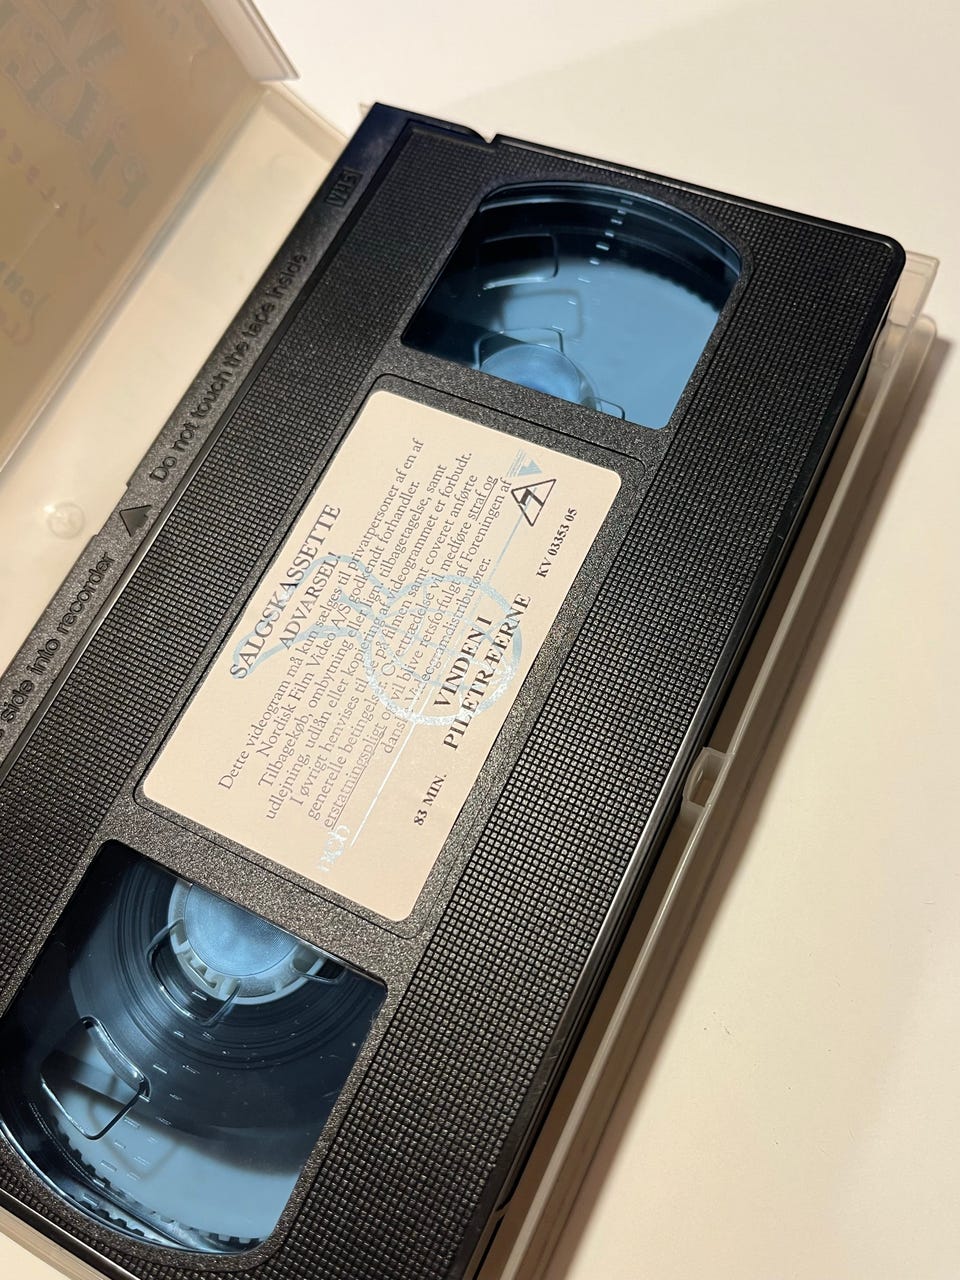 VHS
Do not touch the tape inside
side into recorder
SALGSKASSETTE
ADVARSEL!
Dette videogram må kun sælges til privatpersoner af en af
Nordisk Film Video A/S godkendt forhandler.
Tilbagekøb, ombytning eller lign. tilbagetagelse, samt
udlejning, udlån eller kopiering af videogrammet er forbudt.
I øvrigt henvises til de på filmen samt coveret anførte
generelle betingelser. Overtrædelse vil medføre straf og
erstatningspligt og vil blive retsforfulgt af Foreningen af
danske Videogramdistributører.
7
VINDEN I
PILETRÆERNE
83 MIN.
KV 03353 05